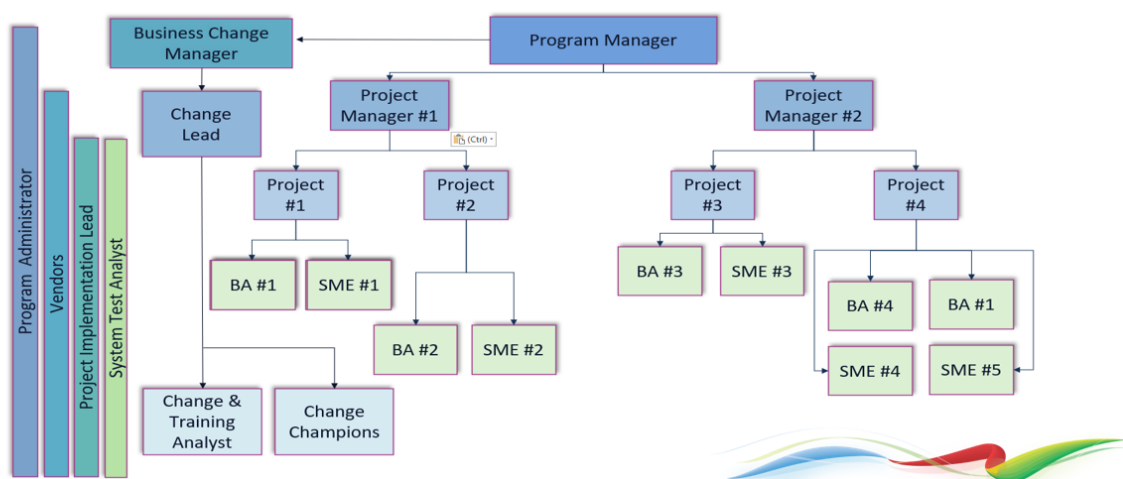 Program Administrator
Vendors
Project Implementation Lead
System Test Analyst
Business Change
Manager
Program Manager
Change
Lead
Project
Manager #1
Project
Manager #2
(Ctrl)
Project
#1
Project
#2
Project
#3
Project
#4
BA #1
SME #1
BA #2
SME #2
BA #3
SME #3
BA #4
BA #1
SME #4
SME #5
Change &
Training
Analyst
Change
Champions